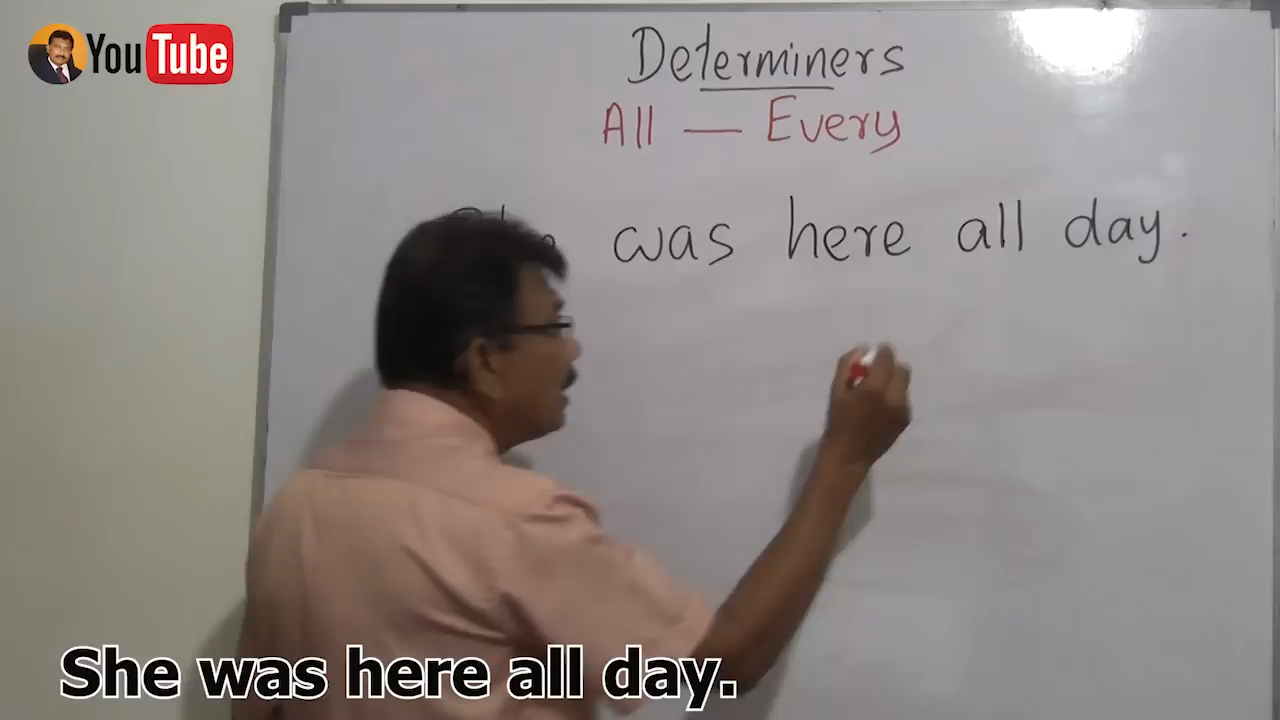 YouTube
Determiners
All — Every
was here all day.
She was here all day.